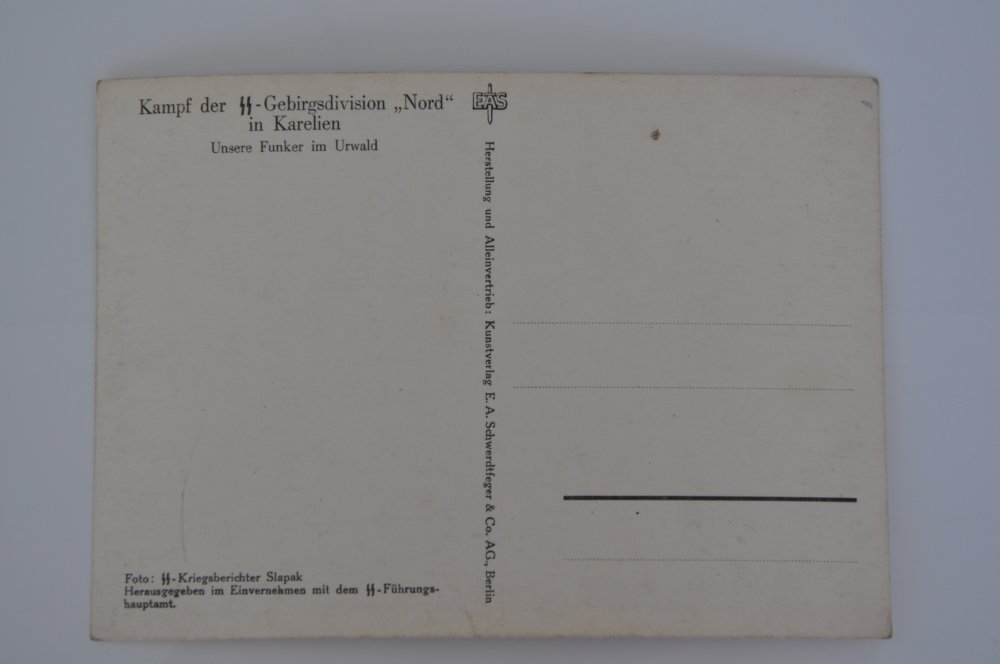 Kampf der ᛋᛋ-Gebirgsdivision „Nord“
in Karelien
Unsere Funker im Urwald
EAS
Herstellung und Alleinvertrieb: Kunstverlag E. A. Schwerdtfeger & Co. AG., Berlin
Foto: ᛋᛋ-Kriegsberichter Slapak
Herausgegeben im Einvernehmen mit dem ᛋᛋ-Führungs-
hauptamt.